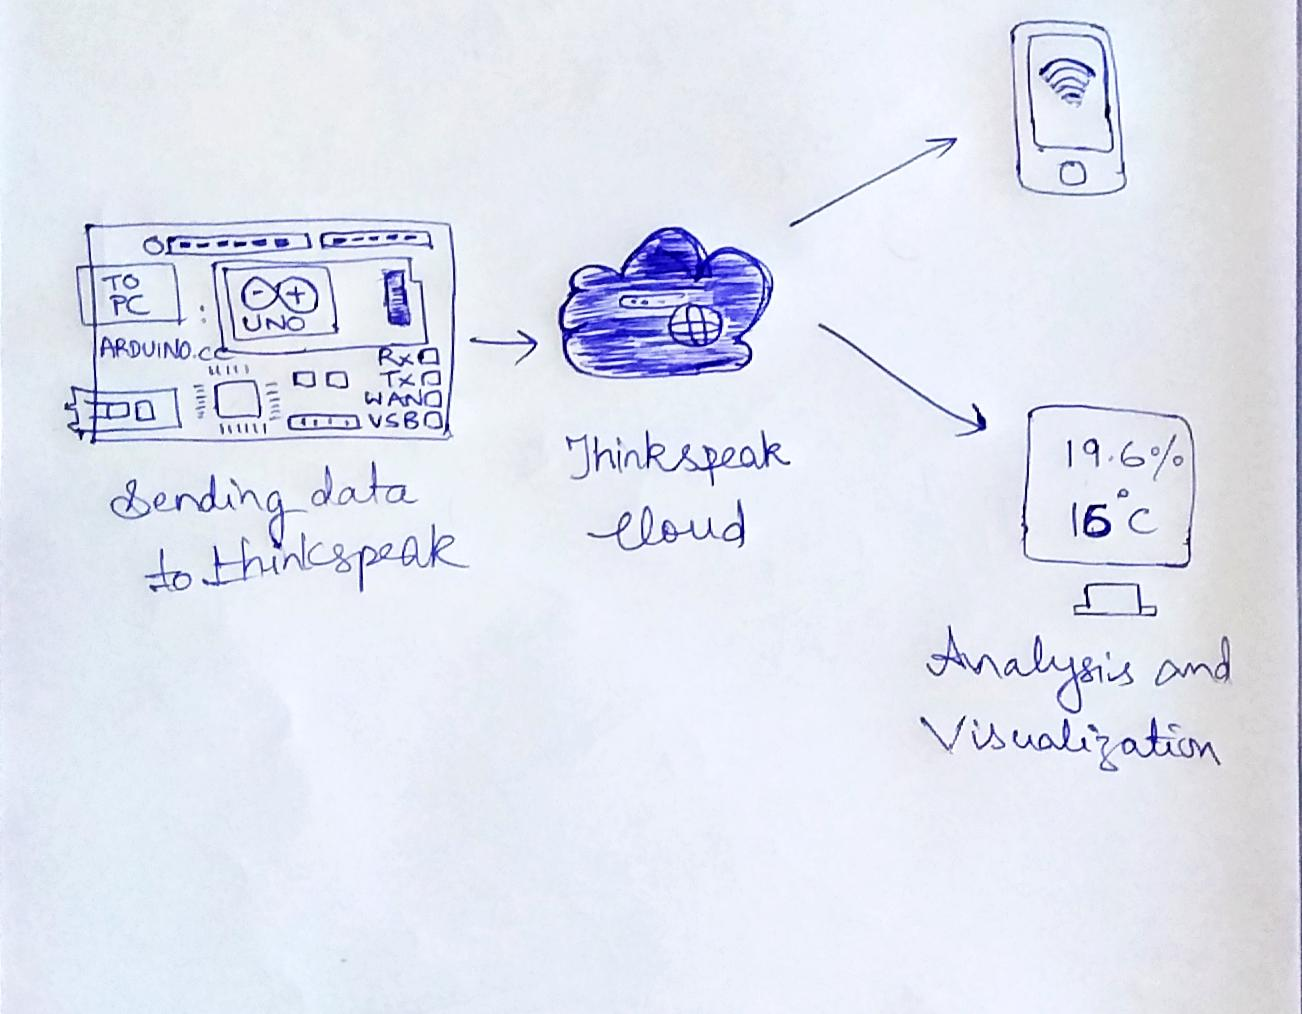 TO
PC
UNO
ARDUINO.CC
RX
TX
WAN
USB
Sending data
to thinkspeak
Thinkspeak
cloud
19.6%
16°C
Analysis and
Visualization